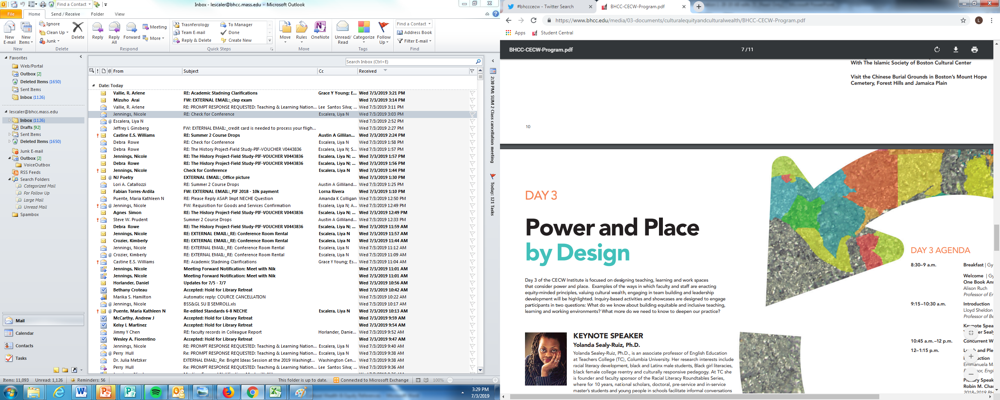 Find a Contact
Inbox - lescaler@bhcc.mass.edu - Microsoft Outlook
File Home Send / Receive Folder View
New E-mail
New Items
New
Ignore
Clean Up
Junk
Delete
Delete
Reply
Reply All
Forward
Meeting
More
Respond
Trasnferology
Team E-mail
Reply & Delete
To Manager
Done
Create New
Quick Steps
Move
Rules
OneNote
Move
Unread/ Read
Categorize
Follow Up
Tags
Find a Contact
Address Book
Filter E-mail
Find
Favorites
Web/Portal
Outbox [2]
Deleted Items (1650)
Sent Items
Inbox (1126)
lescaler@bhcc.mass.edu
Inbox (1126)
Drafts [92]
Sent Items
Deleted Items (1650)
Junk E-mail
Outbox [2]
VoiceOutbox
RSS Feeds
Search Folders
Categorized Mail
For Follow Up
Large Mail
Unread Mail
Spambox
Mail
Calendar
Contacts
Tasks
Search Inbox (Ctrl+E)
From Subject Cc Received
Date: Today
Vallie, R. Arlene RE: Academic Stadning Clarifications Grace Y Young; E... Wed 7/3/2019 3:21 PM
Mizuho Arai FW: EXTERNAL EMAIL:_clep exam Wed 7/3/2019 3:14 PM
Vallie, R. Arlene RE: PROMPT RESPONSE REQUESTED: Teaching & Learning Nation... Lee Santos Silva; ... Wed 7/3/2019 3:11 PM
Jennings, Nicole RE: Check for Conference Escalera, Liya N Wed 7/3/2019 3:03 PM
Escalera, Liya N Wed 7/3/2019 2:52 PM
Jeffrey L Ginsberg FW: EXTERNAL EMAIL:_credit card is needed to process your fligh... Wed 7/3/2019 2:27 PM
Castine E.S. Williams RE: Summer 2 Course Drops Austin A Gillilan... Wed 7/3/2019 2:24 PM
Debra Rowe RE: Check for Conference Escalera, Liya N Wed 7/3/2019 1:58 PM
Debra Rowe RE: The History Project-Field Study-PIF-VOUCHER V0443836 Escalera, Liya N; S... Wed 7/3/2019 1:57 PM
Jennings, Nicole RE: The History Project-Field Study-PIF-VOUCHER V0443836 Escalera, Liya N; ... Wed 7/3/2019 1:57 PM
Debra Rowe RE: The History Project-Field Study-PIF-VOUCHER V0443836 Escalera, Liya N; ... Wed 7/3/2019 1:56 PM
Jennings, Nicole Check for Conference Escalera, Liya N Wed 7/3/2019 1:44 PM
NJ Poetry EXTERNAL EMAIL:_Office picture Wed 7/3/2019 1:30 PM
Lori A. Catallozzi RE: Summer 2 Course Drops Austin A Gilliland... Wed 7/3/2019 1:25 PM
Fabian Torres-Ardila FW: EXTERNAL EMAIL:_PIF 2018 - 10k payment Lorna Rivera Wed 7/3/2019 1:10 PM
Puente, Maria Kathleen N RE: Please Reply ASAP: Impt NECHE Question Amanda K Colligan Wed 7/3/2019 12:50 PM
Jennings, Nicole FW: Requisition for Goods and Services Confirmation Escalera, Liya N; A... Wed 7/3/2019 12:49 PM
Agnes Simon RE: The History Project-Field Study-PIF-VOUCHER V0443836 Escalera, Liya N; ... Wed 7/3/2019 12:49 PM
Steve W. Prudent Summer 2 Course Drops Austin A Gilliland... Wed 7/3/2019 12:33 PM
Debra Rowe RE: The History Project-Field Study-PIF-VOUCHER V0443836 Escalera, Liya N; ... Wed 7/3/2019 11:59 AM
Jennings, Nicole RE: EXTERNAL EMAIL:_RE: Conference Room Rental Escalera, Liya N Wed 7/3/2019 11:57 AM
Crozier, Kimberly RE: EXTERNAL EMAIL:_RE: Conference Room Rental Escalera, Liya N Wed 7/3/2019 11:44 AM
Jennings, Nicole RE: EXTERNAL EMAIL:_RE: Conference Room Rental Escalera, Liya N Wed 7/3/2019 11:12 AM
Crozier, Kimberly RE: EXTERNAL EMAIL:_RE: Conference Room Rental Escalera, Liya N Wed 7/3/2019 11:09 AM
Castine E.S. Williams RE: Academic Stadning Clarifications Grace Y Young; Es... Wed 7/3/2019 11:04 AM
Jennings, Nicole Meeting Forward Notification: Meet with Nik Wed 7/3/2019 11:01 AM
Jennings, Nicole Meeting Forward Notification: Meet with Nik Wed 7/3/2019 11:01 AM
Horlander, Daniel Updates for 7/5 - 7/7 Wed 7/3/2019 10:56 AM
Bethany Croteau Accepted: Hold for Library Retreat Wed 7/3/2019 10:42 AM
Marika S. Hamilton Automatic reply: COURCE CANCELLATION Wed 7/3/2019 10:22 AM
Jennings, Nicole BSS&GL SU II SEMROLL.xls Wed 7/3/2019 10:17 AM
Puente, Maria Kathleen N Re-edited Standards 6-8 NECHE Escalera, Liya N Wed 7/3/2019 10:13 AM
McCarthy, Andrew J Accepted: Hold for Library Retreat Wed 7/3/2019 9:59 AM
Kelsy L Martinez Accepted: Hold for Library Retreat Wed 7/3/2019 9:54 AM
Jimmy Y Chen RE: faculty records in Colleague Report Horlander, Danie... Wed 7/3/2019 9:52 AM
Wesley A. Fiorentino Accepted: Hold for Library Retreat Wed 7/3/2019 9:47 AM
Jennings, Nicole Re: PROMPT RESPONSE REQUESTED: Teaching & Learning Nation... Escalera, Liya N Wed 7/3/2019 9:40 AM
Perry Hull Re: PROMPT RESPONSE REQUESTED: Teaching & Learning Nation... Escalera, Liya N Wed 7/3/2019 9:38 AM
Dr. Julia Metzker EXTERNAL EMAIL:_Re: Bright Ideas Session at the 2019 Washingt... Washington Cen... Wed 7/3/2019 9:38 AM
Perry Hull Re: PROMPT RESPONSE REQUESTED: Teaching & Learning Nation... Lee Santos Silva; ... Wed 7/3/2019 9:36 AM
2:30 PM: SUM 2 Class cancellation meeting
Today: 121 Tasks
Items: 11,093 Unread: 1,126 Reminders: 56 This folder is up to date. Connected to Microsoft Exchange 100%
3:29 PM
7/3/2019
#bhcccecw - Twitter Search
BHCC-CECW-Program.pdf
https://www.bhcc.edu/media/03-documents/culturalequityandculturalwealth/BHCC-CECW-Program.pdf
L
Apps Student Central
BHCC-CECW-Program.pdf 7/11
With The Islamic Society of Boston Cultural Center
Visit the Chinese Burial Grounds in Boston's Mount Hope
Cemetery, Forest Hills and Jamaica Plain
10
DAY 3
Power and Place
by Design
Day 3 of the CECW Institute is focused on designing teaching, learning and work spaces
that consider power and place. Examples of the ways in which faculty and staff are enacting
equity-minded principles, valuing cultural wealth, engaging in team building and leadership
development will be highlighted. Inquiry-based activities and showcases are designed to engage
participants in two questions: What do we know about building equitable and inclusive teaching,
learning and working environments? What more do we need to know to deepen our practice?
KEYNOTE SPEAKER
Yolanda Sealy-Ruiz, Ph.D.
Yolanda Sealey-Ruiz, Ph.D., is an associate professor of English Education
at Teachers College (TC), Columbia University. Her research interests include
racial literacy development, black and Latinx male students, Black girl literacies,
black female college reentry and culturally responsive pedagogy. At TC she
is founder and faculty sponsor of the Racial Literacy Roundtables Series,
where for 10 years, national scholars, doctoral, pre-service and in-service
master's students and young people in schools facilitate informal conversations
DAY 3 AGENDA
8:30–9 a.m. Breakfast | Gy
Welcome | Gy
One Book Ann
Alison Ruch
Professor of En
9:15–10:30 a.m. Introduction
Lloyd Sheldon
Professor of Be
Keynote Spea
10:45 a.m.–12 p.m. Concurrent W
12–1:15 p.m.
Emmanuela M
Robin M. Cha
2018–2019 BH